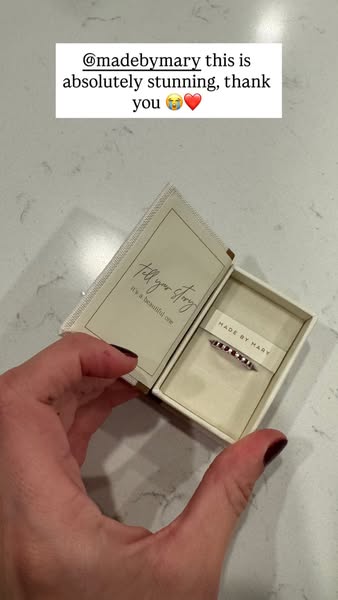 @madebymary this is
absolutely stunning, thank
you 😭❤️
tell your story
it's a beautiful one
MADE BY MARY